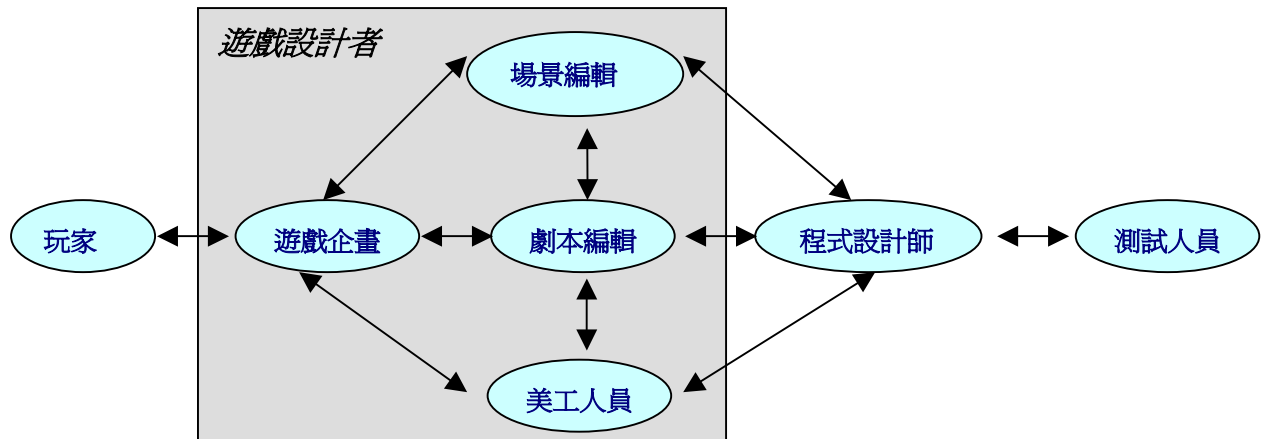 遊戲設計者
場景編輯
玩家
遊戲企畫
劇本編輯
程式設計師
測試人員
美工人員